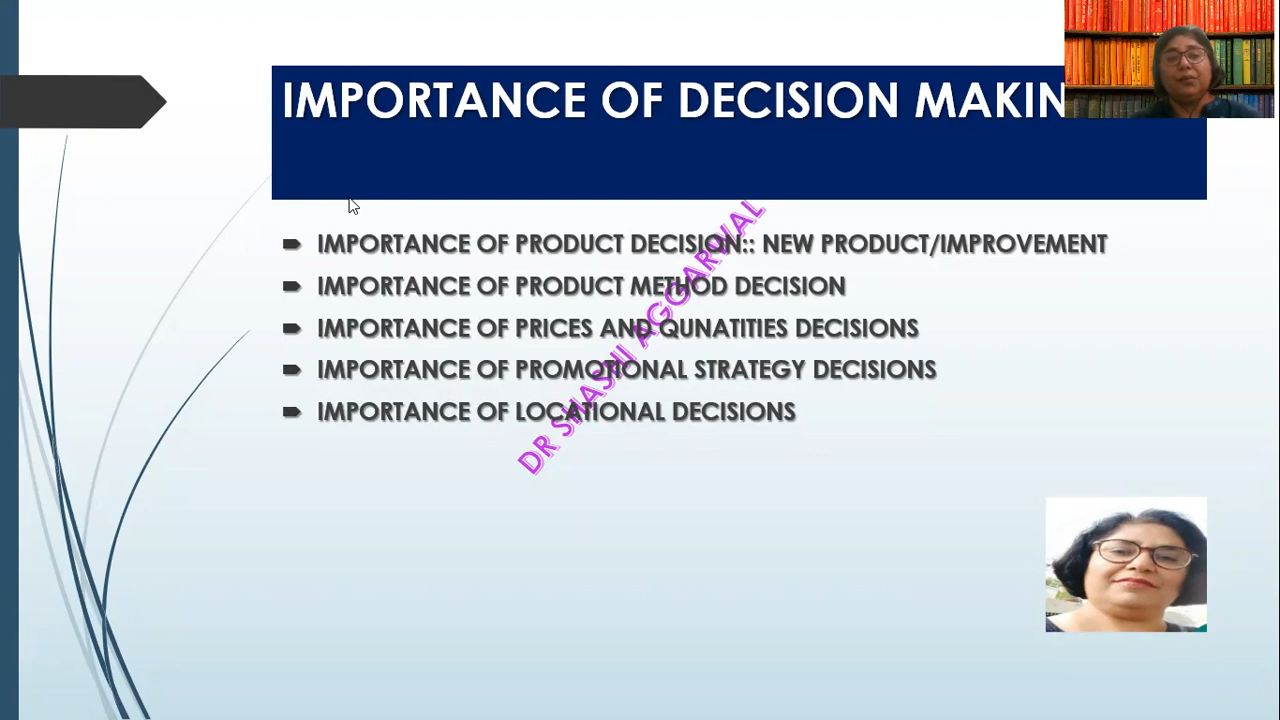 IMPORTANCE OF DECISION MAKIN
IMPORTANCE OF PRODUCT DECISION:: NEW PRODUCT/IMPROVEMENT
IMPORTANCE OF PRODUCT METHOD DECISION
IMPORTANCE OF PRICES AND QUNATITIES DECISIONS
IMPORTANCE OF PROMOTIONAL STRATEGY DECISIONS
IMPORTANCE OF LOCATIONAL DECISIONS
DR SHASHI AGGARWAL